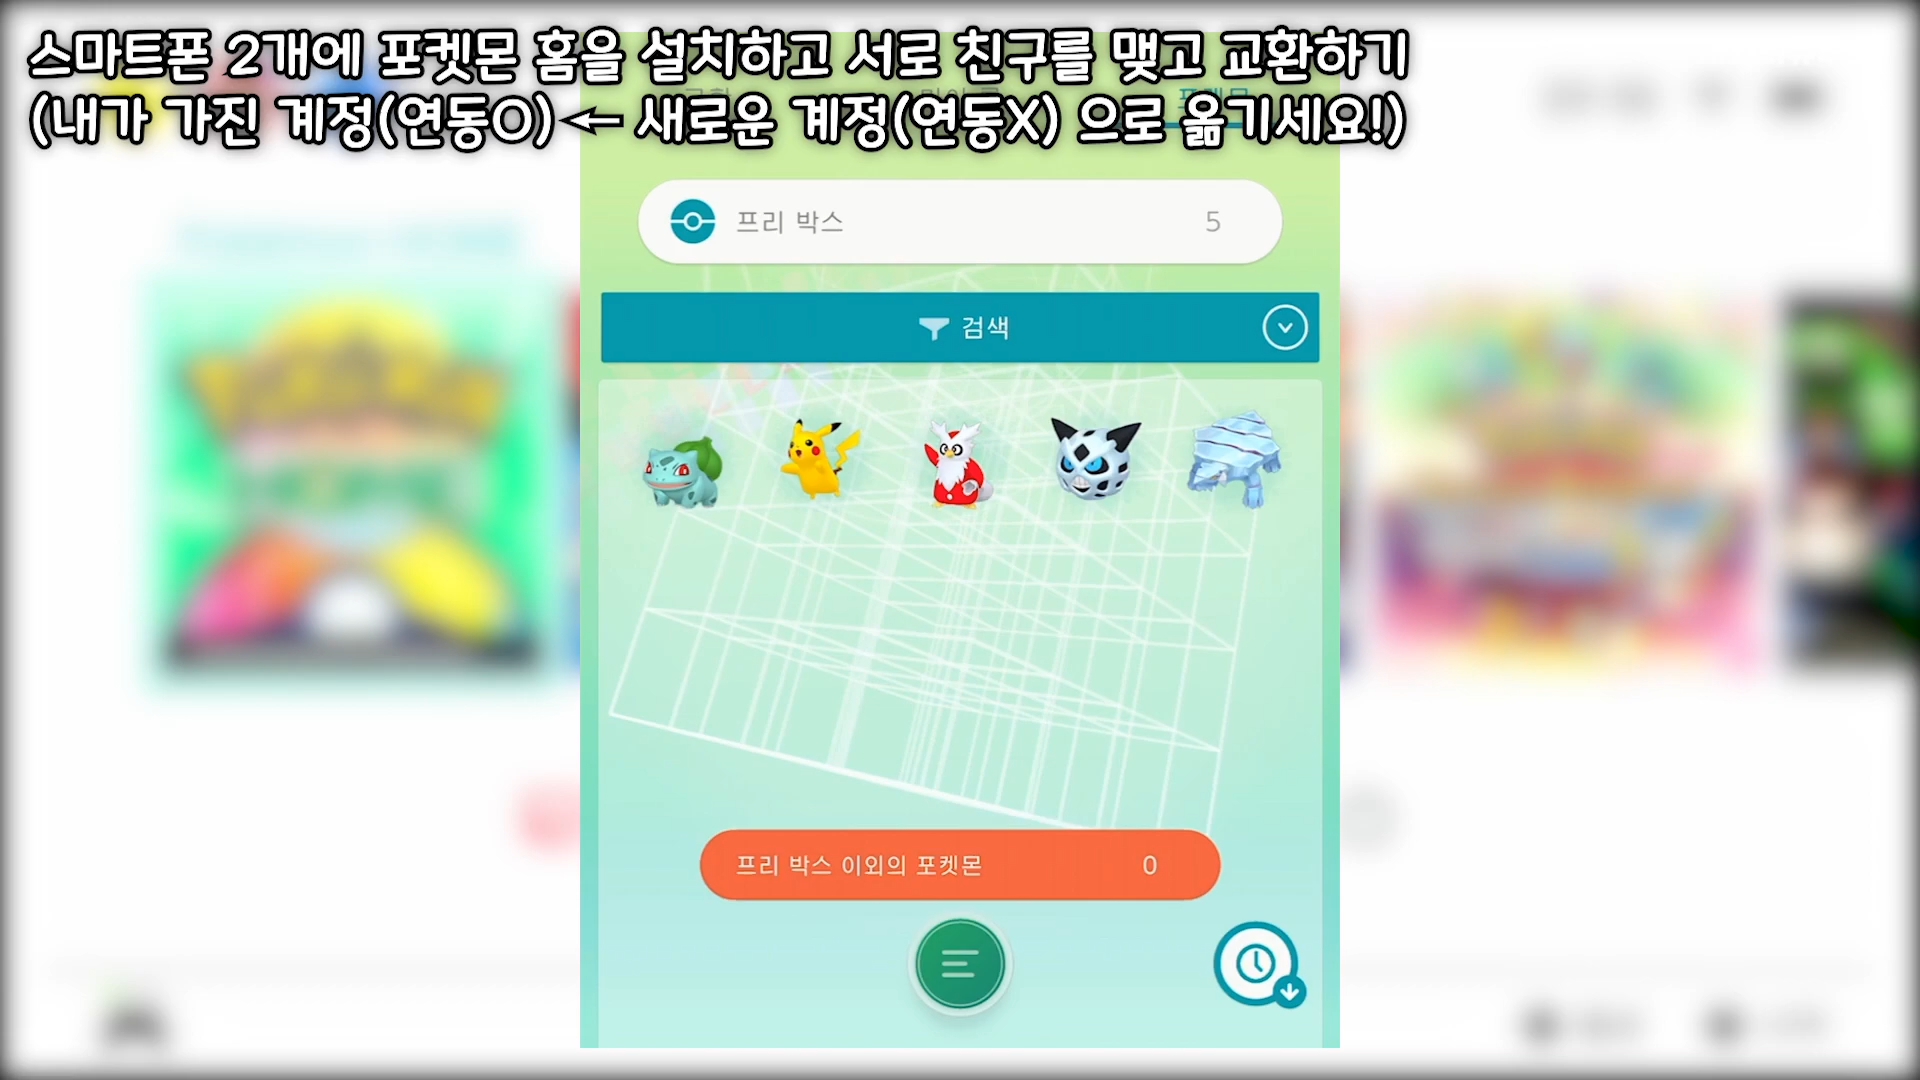 스마트폰 2개에 포켓몬 홈을 설치하고 서로 친구를 맺고 교환하기
(내가 가진 계정(연동O)← 새로운 계정(연동X) 으로 옮기세요!)
포켓몬
프리 박스 5
검색
프리 박스 이외의 포켓몬 0